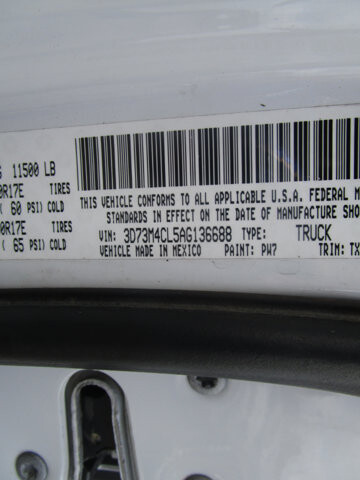 G 11500 LB
0R17E TIRES
( 60 PSI) COLD
0R17E TIRES
( 65 PSI) COLD
THIS VEHICLE CONFORMS TO ALL APPLICABLE U.S.A. FEDERAL M
STANDARDS IN EFFECT ON THE DATE OF MANUFACTURE SHO
VIN: 3D73M4CL5AG136688 TYPE: TRUCK
VEHICLE MADE IN MEXICO PAINT: PW7 TRIM: TX